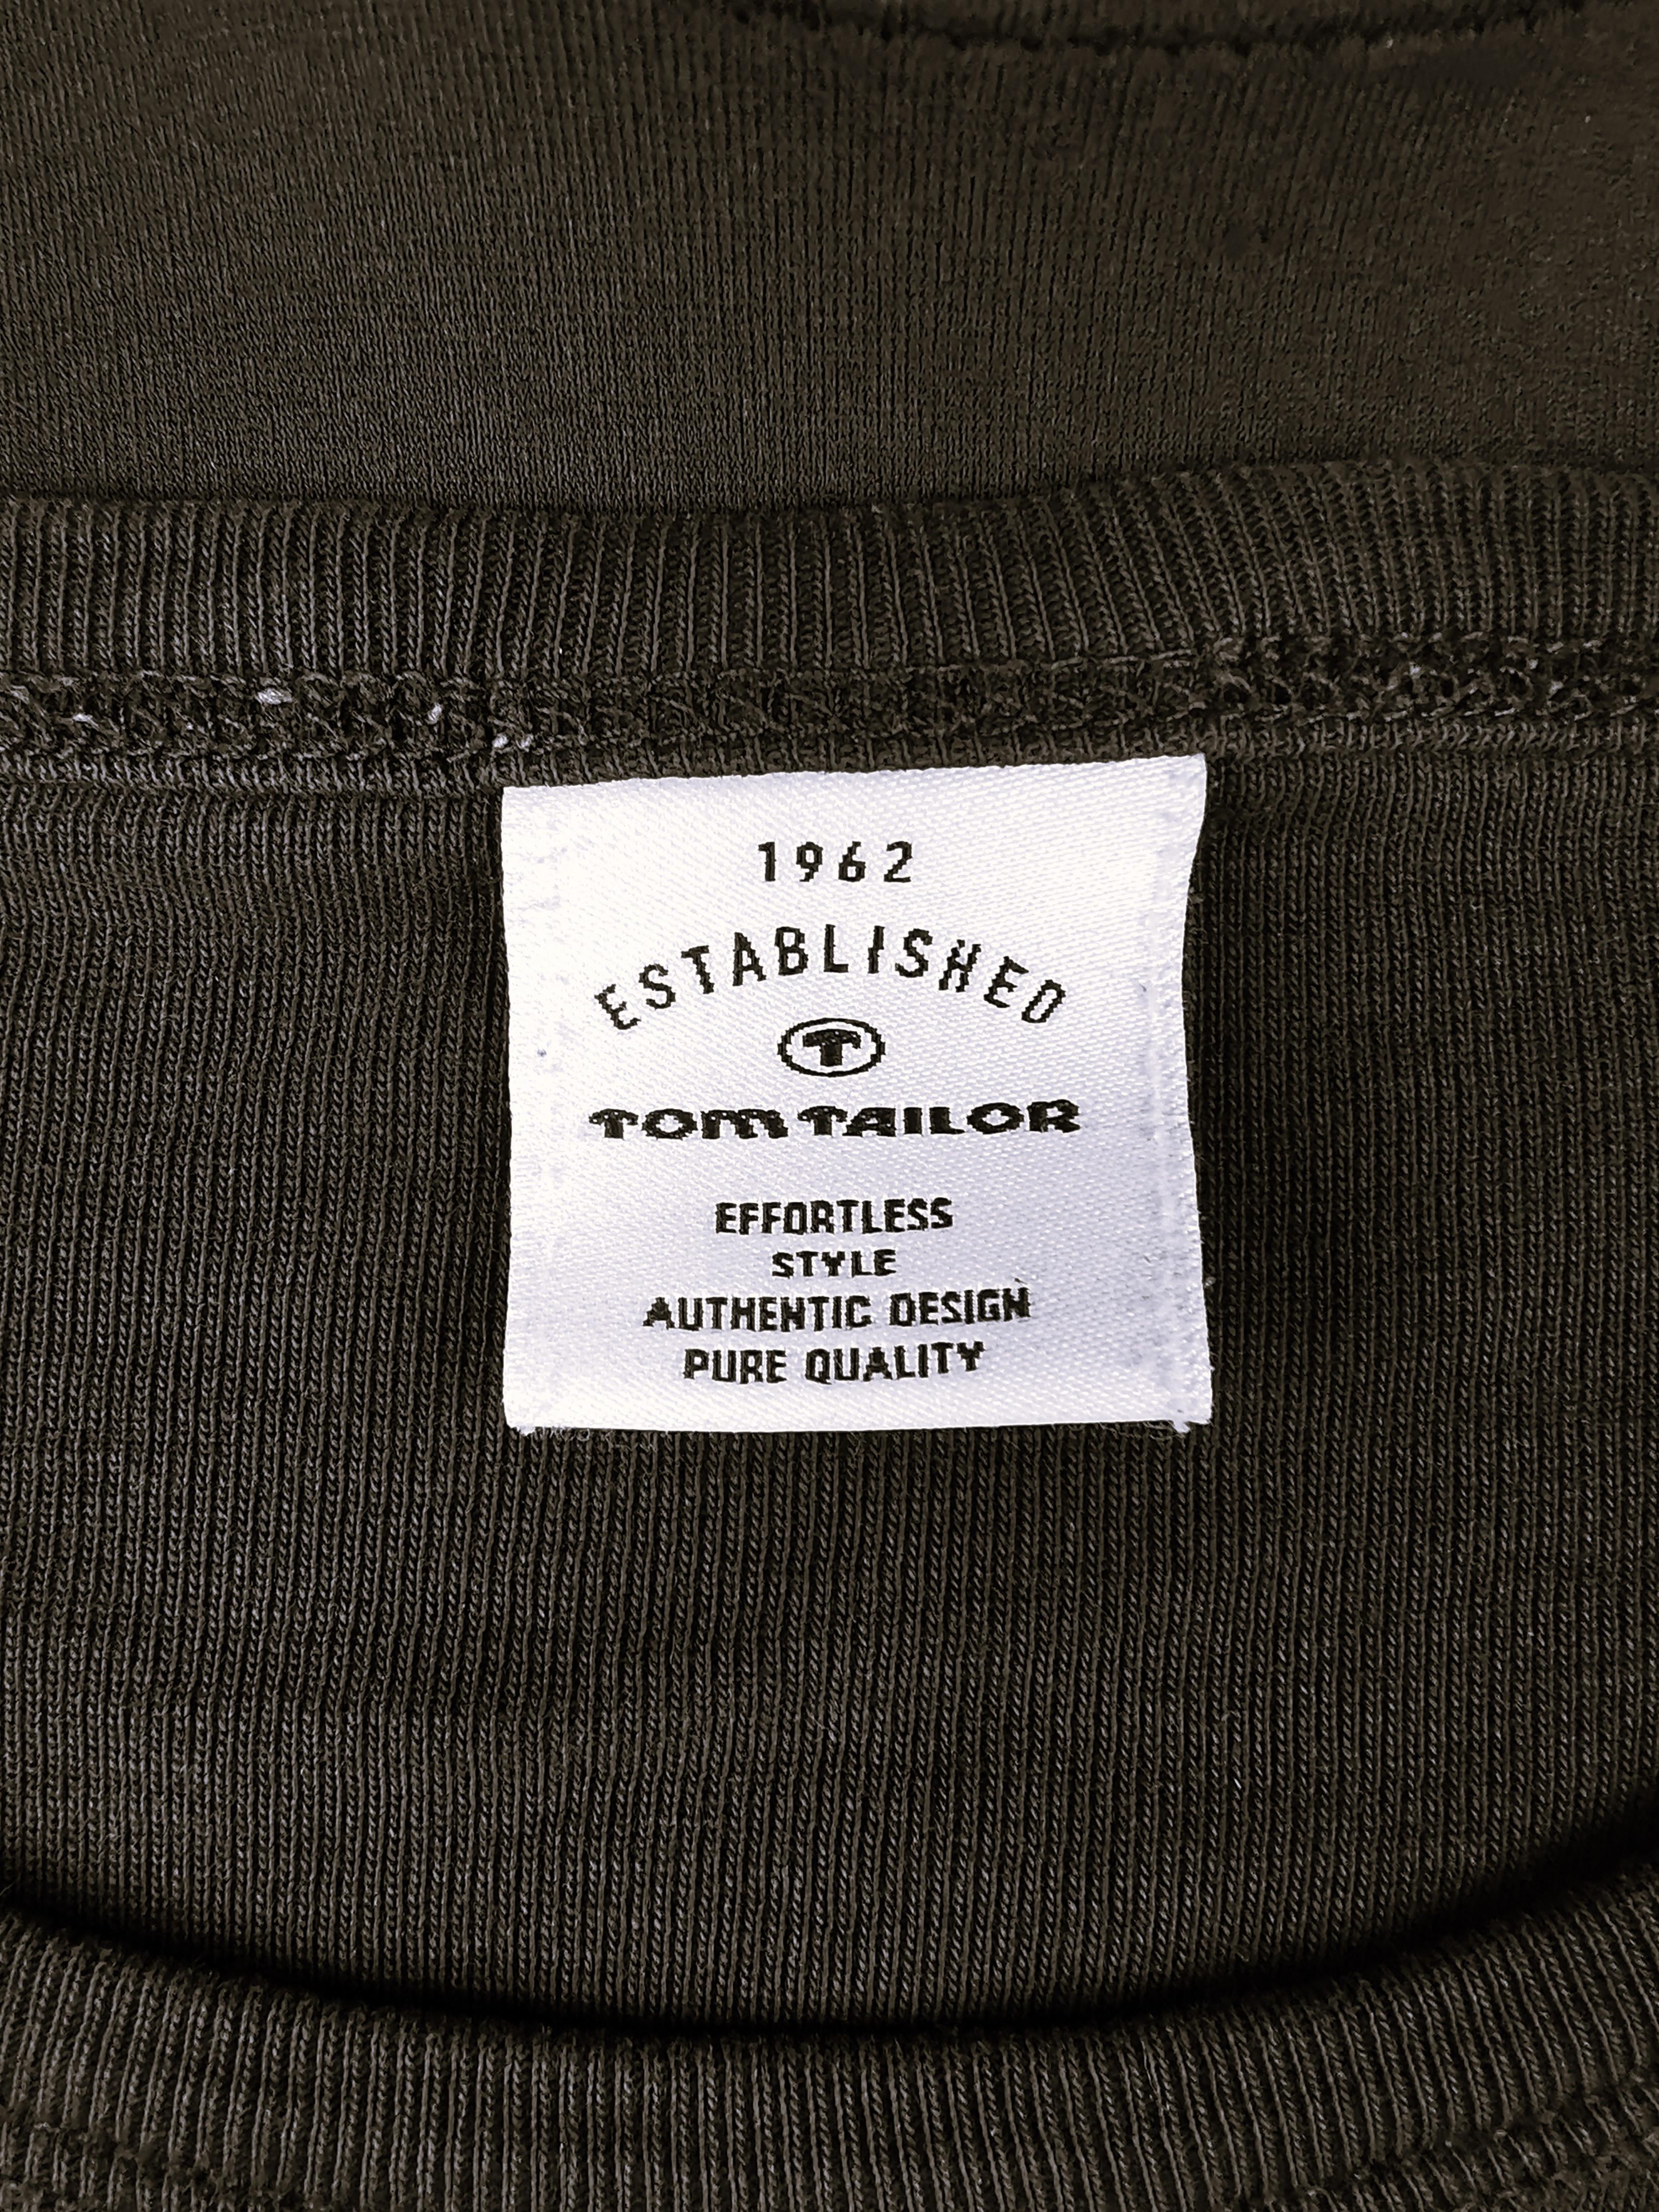 1962
ESTABLISHED
T
TOM TAILOR
EFFORTLESS
STYLE
AUTHENTIC DESIGN
PURE QUALITY